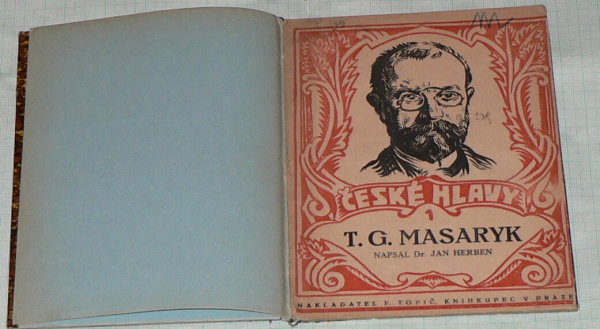 ČESKÉ HLAVY
1
T. G. MASARYK
NAPSAL Dr. JAN HERBEN
NAKLADATEL F. TOPIČ, KNIHKUPEC V PRAZE